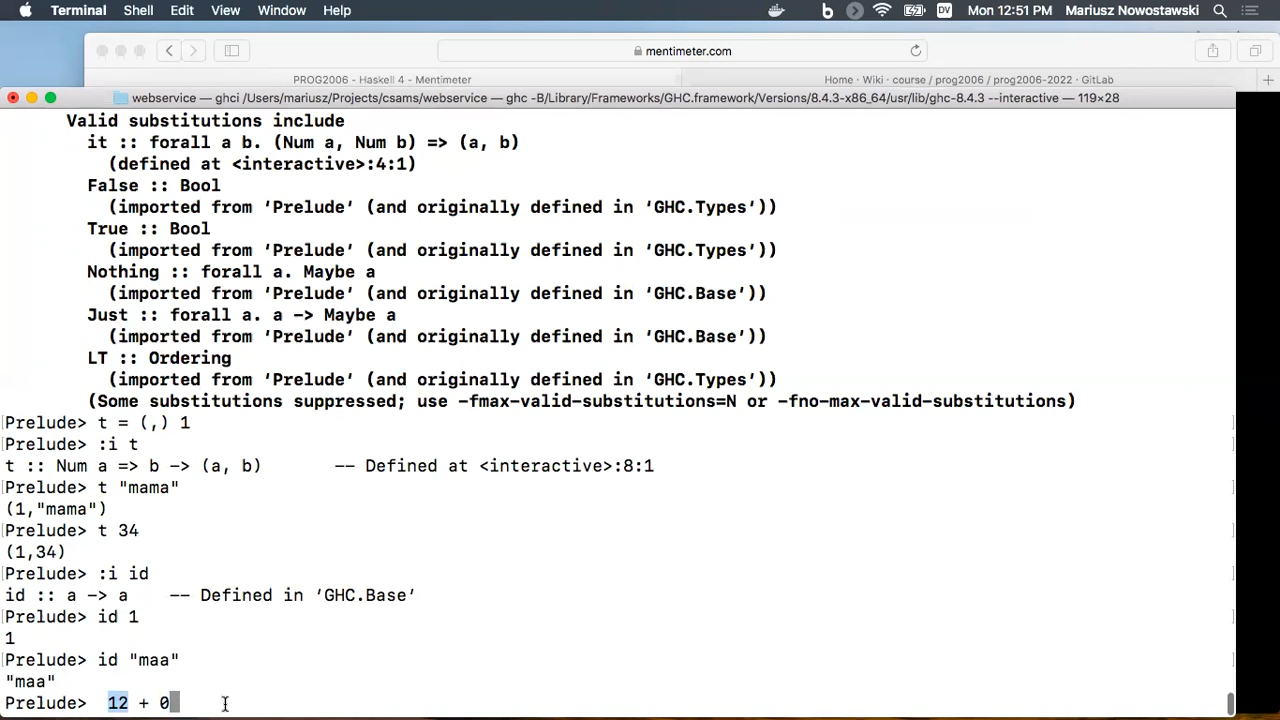 Terminal Shell Edit View Window Help DV Mon 12:51 PM Mariusz Nowostawski
mentimeter.com
PROG2006 - Haskell 4 - Mentimeter Home · Wiki · course / prog2006 / prog2006-2022 · GitLab
webservice — ghci /Users/mariusz/Projects/csams/webservice — ghc -B/Library/Frameworks/GHC.framework/Versions/8.4.3-x86_64/usr/lib/ghc-8.4.3 --interactive — 119×28
Valid substitutions include
it :: forall a b. (Num a, Num b) => (a, b)
(defined at <interactive>:4:1)
False :: Bool
(imported from ‘Prelude’ (and originally defined in ‘GHC.Types’))
True :: Bool
(imported from ‘Prelude’ (and originally defined in ‘GHC.Types’))
Nothing :: forall a. Maybe a
(imported from ‘Prelude’ (and originally defined in ‘GHC.Base’))
Just :: forall a. a -> Maybe a
(imported from ‘Prelude’ (and originally defined in ‘GHC.Base’))
LT :: Ordering
(imported from ‘Prelude’ (and originally defined in ‘GHC.Types’))
(Some substitutions suppressed; use -fmax-valid-substitutions=N or -fno-max-valid-substitutions)
Prelude> t = (,) 1
Prelude> :i t
t :: Num a => b -> (a, b) -- Defined at <interactive>:8:1
Prelude> t "mama"
(1,"mama")
Prelude> t 34
(1,34)
Prelude> :i id
id :: a -> a -- Defined in ‘GHC.Base’
Prelude> id 1
1
Prelude> id "maa"
"maa"
Prelude> 12 + 0